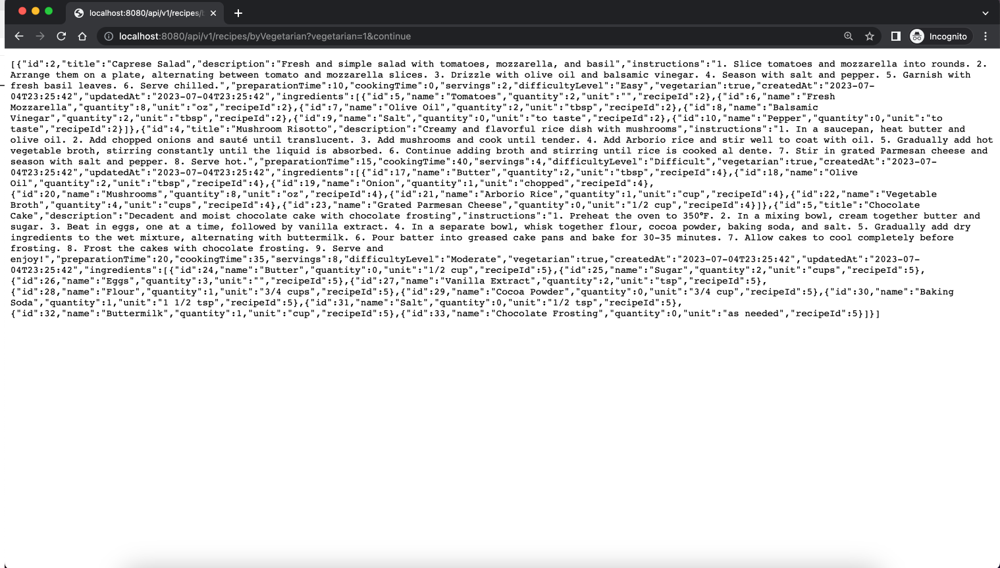 localhost:8080/api/v1/recipes/b
localhost:8080/api/v1/recipes/byVegetarian?vegetarian=1&continue
Incognito
[{"id":2,"title":"Caprese Salad","description":"Fresh and simple salad with tomatoes, mozzarella, and basil","instructions":"1. Slice tomatoes and mozzarella into rounds. 2.
Arrange them on a plate, alternating between tomato and mozzarella slices. 3. Drizzle with olive oil and balsamic vinegar. 4. Season with salt and pepper. 5. Garnish with
fresh basil leaves. 6. Serve chilled.","preparationTime":10,"cookingTime":0,"servings":2,"difficultyLevel":"Easy","vegetarian":true,"createdAt":"2023-07-
04T23:25:42","updatedAt":"2023-07-04T23:25:42","ingredients":[{"id":5,"name":"Tomatoes","quantity":2,"unit":"","recipeId":2},{"id":6,"name":"Fresh
Mozzarella","quantity":8,"unit":"oz","recipeId":2},{"id":7,"name":"Olive Oil","quantity":2,"unit":"tbsp","recipeId":2},{"id":8,"name":"Balsamic
Vinegar","quantity":2,"unit":"tbsp","recipeId":2},{"id":9,"name":"Salt","quantity":0,"unit":"to taste","recipeId":2},{"id":10,"name":"Pepper","quantity":0,"unit":"to
taste","recipeId":2}]},{"id":4,"title":"Mushroom Risotto","description":"Creamy and flavorful rice dish with mushrooms","instructions":"1. In a saucepan, heat butter and
olive oil. 2. Add chopped onions and sauté until translucent. 3. Add mushrooms and cook until tender. 4. Add Arborio rice and stir well to coat with oil. 5. Gradually add hot
vegetable broth, stirring constantly until the liquid is absorbed. 6. Continue adding broth and stirring until rice is cooked al dente. 7. Stir in grated Parmesan cheese and
season with salt and pepper. 8. Serve hot.","preparationTime":15,"cookingTime":40,"servings":4,"difficultyLevel":"Difficult","vegetarian":true,"createdAt":"2023-07-
04T23:25:42","updatedAt":"2023-07-04T23:25:42","ingredients":[{"id":17,"name":"Butter","quantity":2,"unit":"tbsp","recipeId":4},{"id":18,"name":"Olive
Oil","quantity":2,"unit":"tbsp","recipeId":4},{"id":19,"name":"Onion","quantity":1,"unit":"chopped","recipeId":4},
{"id":20,"name":"Mushrooms","quantity":8,"unit":"oz","recipeId":4},{"id":21,"name":"Arborio Rice","quantity":1,"unit":"cup","recipeId":4},{"id":22,"name":"Vegetable
Broth","quantity":4,"unit":"cups","recipeId":4},{"id":23,"name":"Grated Parmesan Cheese","quantity":0,"unit":"1/2 cup","recipeId":4}]},{"id":5,"title":"Chocolate
Cake","description":"Decadent and moist chocolate cake with chocolate frosting","instructions":"1. Preheat the oven to 350°F. 2. In a mixing bowl, cream together butter and
sugar. 3. Beat in eggs, one at a time, followed by vanilla extract. 4. In a separate bowl, whisk together flour, cocoa powder, baking soda, and salt. 5. Gradually add dry
ingredients to the wet mixture, alternating with buttermilk. 6. Pour batter into greased cake pans and bake for 30-35 minutes. 7. Allow cakes to cool completely before
frosting. 8. Frost the cakes with chocolate frosting. 9. Serve and
enjoy!","preparationTime":20,"cookingTime":35,"servings":8,"difficultyLevel":"Moderate","vegetarian":true,"createdAt":"2023-07-04T23:25:42","updatedAt":"2023-07-
04T23:25:42","ingredients":[{"id":24,"name":"Butter","quantity":0,"unit":"1/2 cup","recipeId":5},{"id":25,"name":"Sugar","quantity":2,"unit":"cups","recipeId":5},
{"id":26,"name":"Eggs","quantity":3,"unit":"","recipeId":5},{"id":27,"name":"Vanilla Extract","quantity":2,"unit":"tsp","recipeId":5},
{"id":28,"name":"Flour","quantity":1,"unit":"3/4 cups","recipeId":5},{"id":29,"name":"Cocoa Powder","quantity":0,"unit":"3/4 cup","recipeId":5},{"id":30,"name":"Baking
Soda","quantity":1,"unit":"1 1/2 tsp","recipeId":5},{"id":31,"name":"Salt","quantity":0,"unit":"1/2 tsp","recipeId":5},
{"id":32,"name":"Buttermilk","quantity":1,"unit":"cup","recipeId":5},{"id":33,"name":"Chocolate Frosting","quantity":0,"unit":"as needed","recipeId":5}]}]